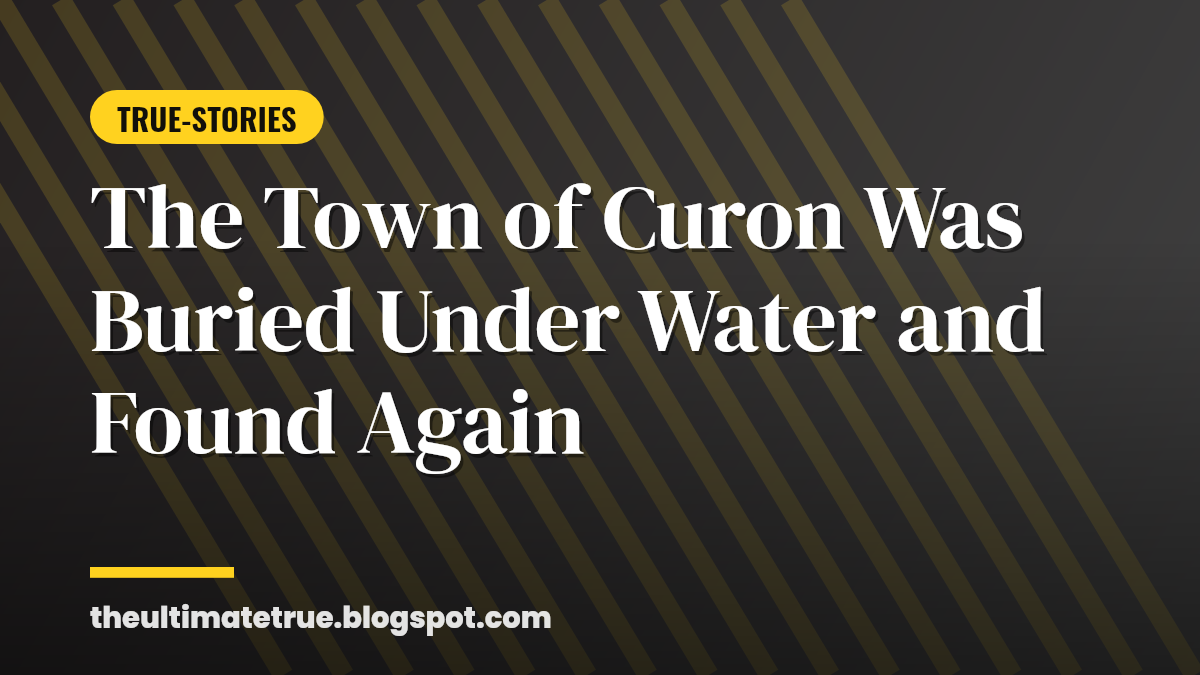 TRUE-STORIES
The Town of Curon Was
Buried Under Water and
Found Again
theultimatetrue.blogspot.com